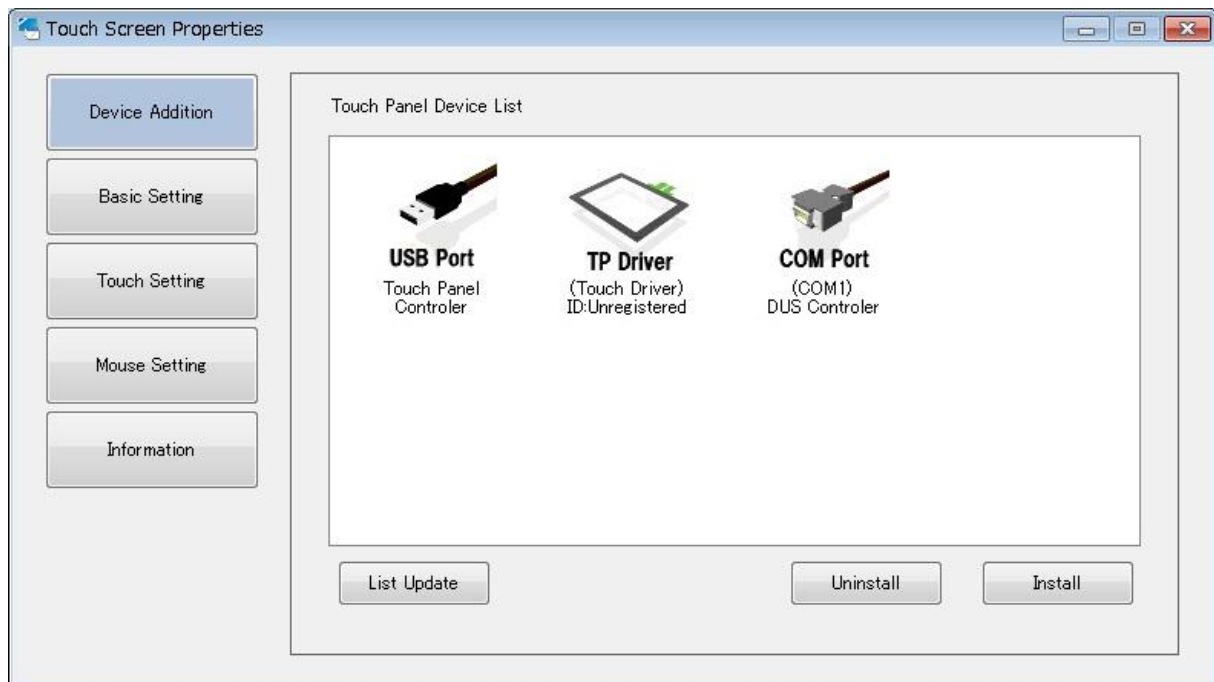 Touch Screen Properties
Device Addition
Basic Setting
Touch Setting
Mouse Setting
Information
Touch Panel Device List
USB Port
Touch Panel
Controler
TP Driver
(Touch Driver)
ID:Unregistered
COM Port
(COM1)
DUS Controler
List Update
Uninstall
Install